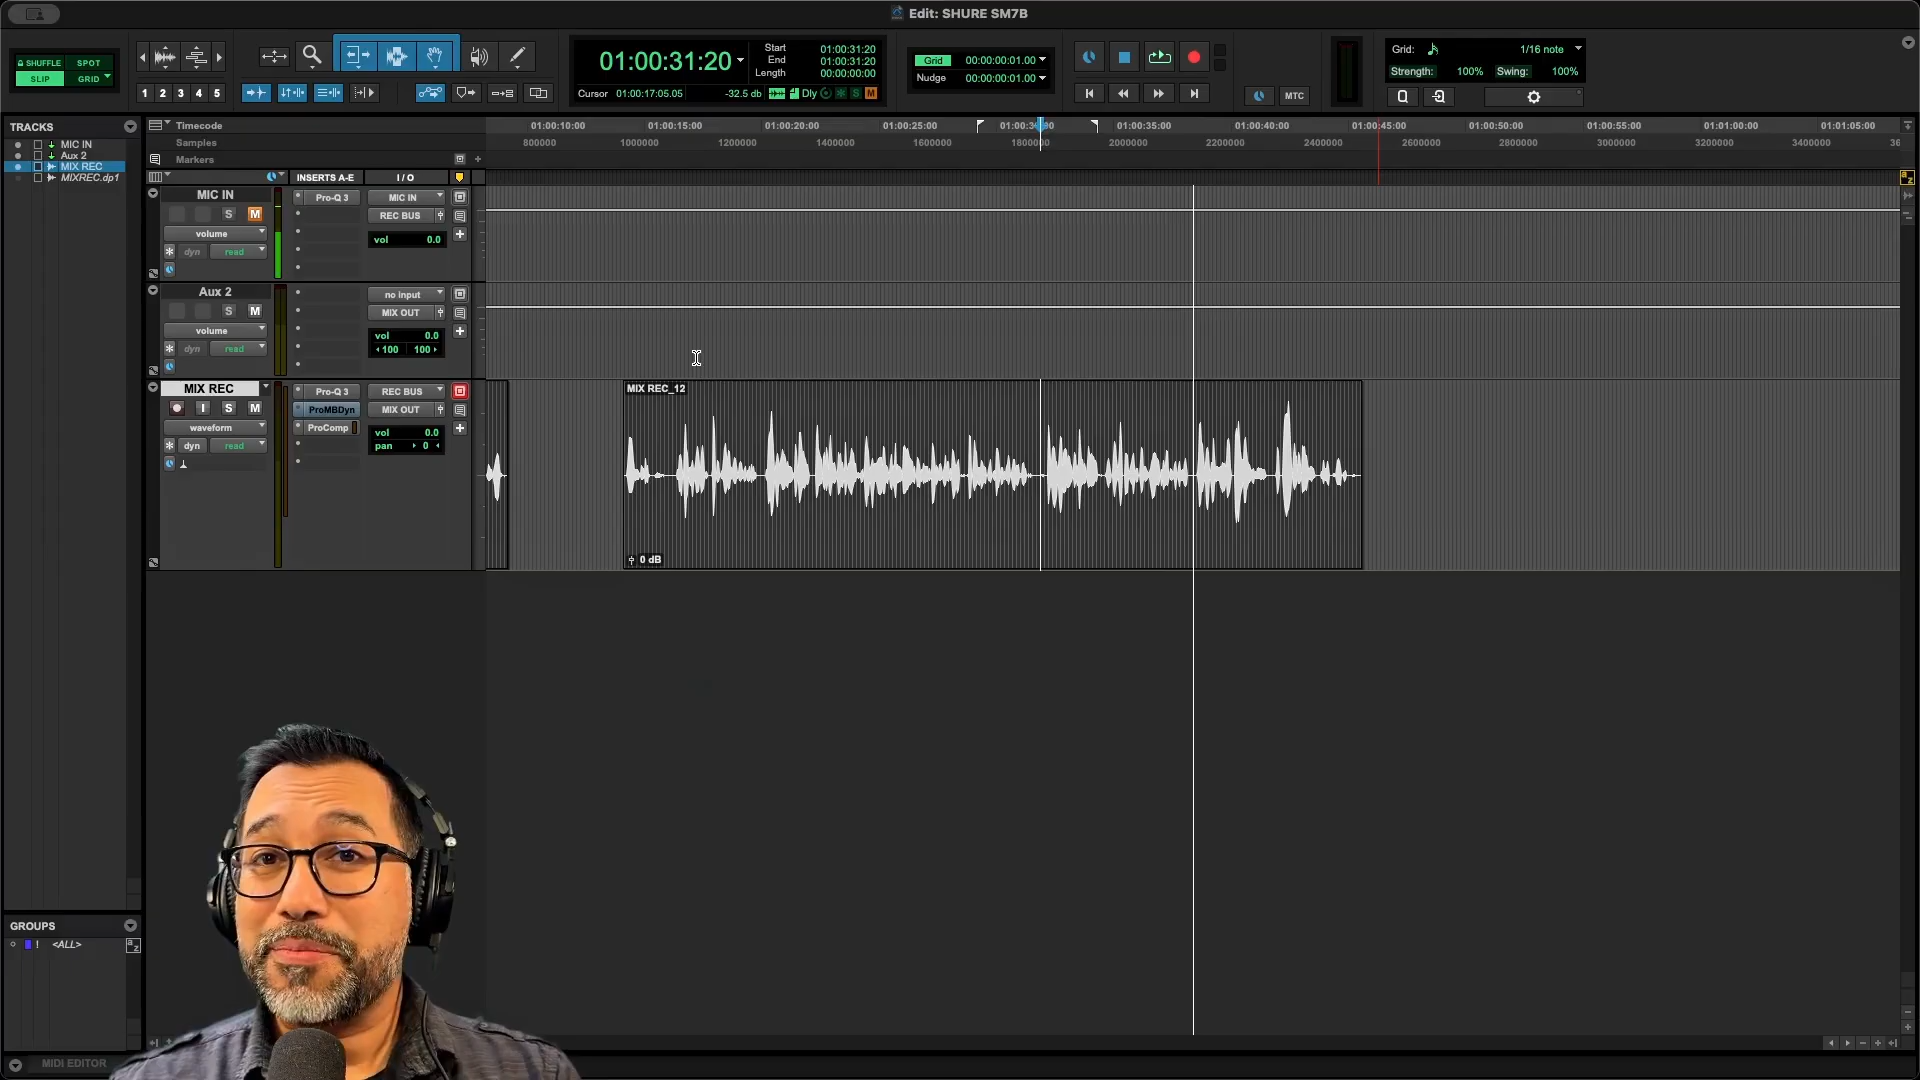 Edit: SHURE SM7B
SHUFFLE SPOT
SLIP GRID
1 2 3 4 5
01:00:31:20
Start 01:00:31:20
End 01:00:31:20
Length 00:00:00:00
Cursor 01:00:17:05.05 -32.5 db Dly S M
Grid 00:00:00:01.00
Nudge 00:00:00:01.00
MTC
Grid: 1/16 note
Strength: 100% Swing: 100%
TRACKS
MIC IN
Aux 2
MIX REC
MIXREC.dp1
Timecode 01:00:10:00 01:00:15:00 01:00:20:00 01:00:25:00 01:00:35:00 01:00:40:00 01:00:45:00 01:00:50:00 01:00:55:00 01:01:00:00 01:01:05:00
Samples 800000 1000000 1200000 1400000 1600000 1800000 2000000 2200000 2400000 2600000 2800000 3000000 3200000 3400000 36
Markers
INSERTS A-E I / O
MIC IN
S M
volume
dyn read
Pro-Q 3
MIC IN
REC BUS
vol 0.0
Aux 2
S M
volume
dyn read
no input
MIX OUT
vol 0.0
100 100
MIX REC
I S M
waveform
dyn read
Pro-Q 3
ProMBDyn
ProComp
REC BUS
MIX OUT
vol 0.0
pan 0
MIX REC_12
0 dB
GROUPS
! <ALL>
a z
MIDI EDITOR